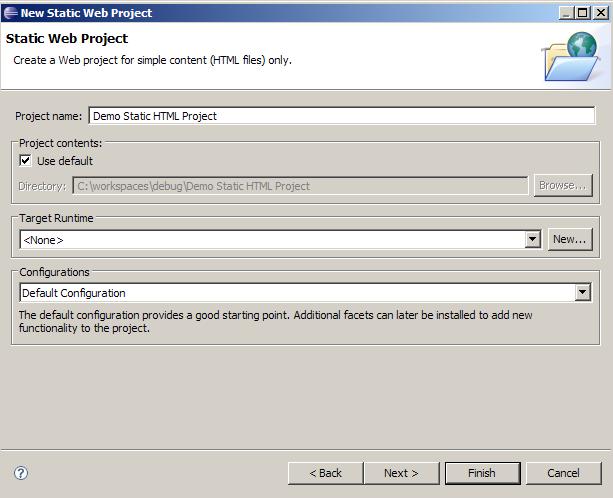 New Static Web Project
Static Web Project
Create a Web project for simple content (HTML files) only.
Project name: Demo Static HTML Project
Project contents:
Use default
Directory: C:\workspaces\debug\Demo Static HTML Project Browse...
Target Runtime
<None> New...
Configurations
Default Configuration
The default configuration provides a good starting point. Additional facets can later be installed to add new
functionality to the project.
? < Back Next > Finish Cancel